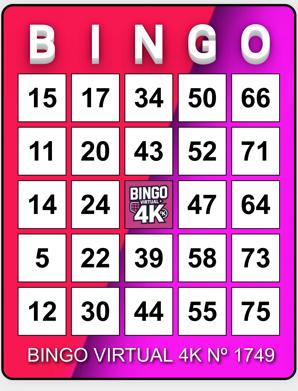 B I N G O
15 17 34 50 66
11 20 43 52 71
14 24 BINGO VIRTUAL 4K 47 64
5 22 39 58 73
12 30 44 55 75
BINGO VIRTUAL 4K Nº 1749